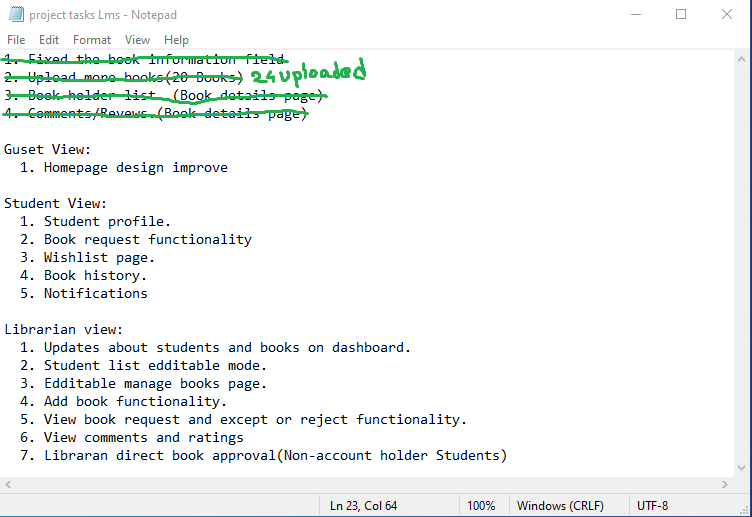 project tasks Lms - Notepad
File Edit Format View Help
1. Fixed the book information field
2. Upload more books(20 Books) 24 uploaded
3. Book holder list (Book details page)
4. Comments/Revews.(Book details page)
Guset View:
1. Homepage design improve
Student View:
1. Student profile.
2. Book request functionality
3. Wishlist page.
4. Book history.
5. Notifications
Librarian view:
1. Updates about students and books on dashboard.
2. Student list edditable mode.
3. Edditable manage books page.
4. Add book functionality.
5. View book request and except or reject functionality.
6. View comments and ratings
7. Libraran direct book approval(Non-account holder Students)
Ln 23, Col 64 100% Windows (CRLF) UTF-8